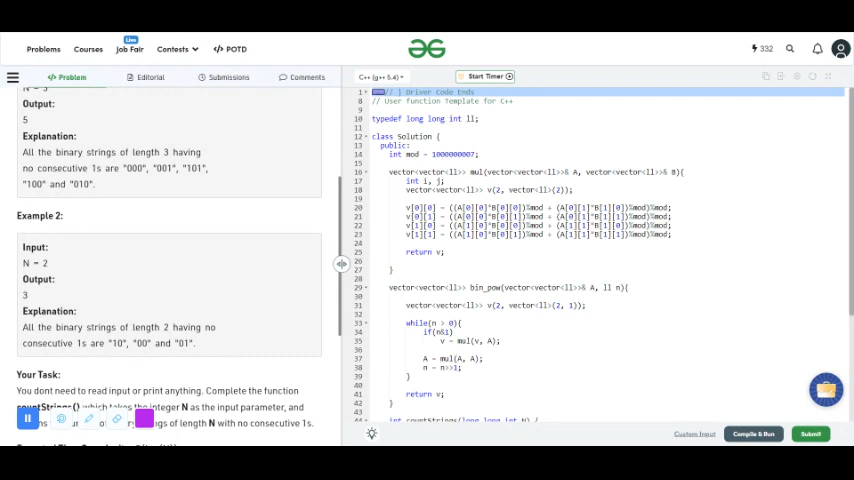 Live
Problems Courses Job Fair Contests </> POTD 332
</> Problem Editorial Submissions Comments
C++ (g++ 5.4) Start Timer
N = 3
Output:
5
Explanation:
All the binary strings of length 3 having
no consecutive 1s are "000", "001", "101",
"100" and "010".
Example 2:
Input:
N = 2
Output:
3
Explanation:
All the binary strings of length 2 having no
consecutive 1s are "10", "00" and "01".
Your Task:
You dont need to read input or print anything. Complete the function
countStrings() which takes the integer N as the input parameter, and
of length N with no consecutive 1s.
1 // } Driver Code Ends
8 // User function Template for C++
9
10 typedef long long int ll;
11
12 class Solution {
13 public:
14 int mod = 1000000007;
15
16 vector<vector<ll>> mul(vector<vector<ll>>& A, vector<vector<ll>>& B){
17 int i, j;
18 vector<vector<ll>> v(2, vector<ll>(2));
19
20 v[0][0] = ((A[0][0]*B[0][0])%mod + (A[0][1]*B[1][0])%mod)%mod;
21 v[0][1] = ((A[0][0]*B[0][1])%mod + (A[0][1]*B[1][1])%mod)%mod;
22 v[1][0] = ((A[1][0]*B[0][0])%mod + (A[1][1]*B[1][0])%mod)%mod;
23 v[1][1] = ((A[1][0]*B[0][1])%mod + (A[1][1]*B[1][1])%mod)%mod;
24
25 return v;
26
27 }
28
29 vector<vector<ll>> bin_pow(vector<vector<ll>>& A, ll n){
30
31 vector<vector<ll>> v(2, vector<ll>(2, 1));
32
33 while(n > 0){
34 if(n&1)
35 v = mul(v, A);
36
37 A = mul(A, A);
38 n = n>>1;
39 }
40
41 return v;
42 }
43
44 int countStrings(long long int N) {
Custom Input Compile & Run Submit